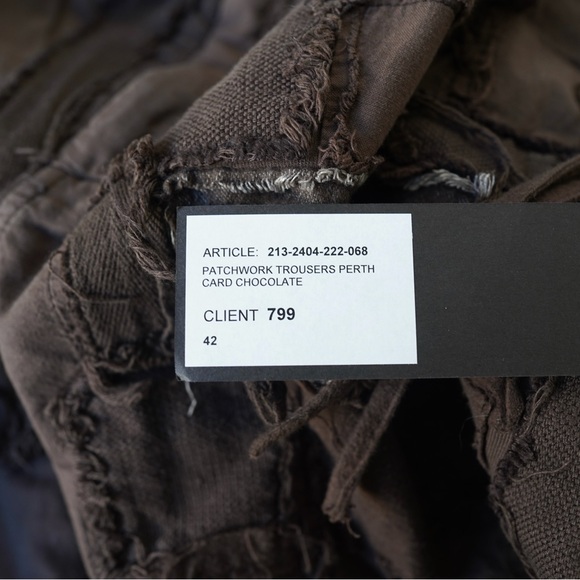 ARTICLE: 213-2404-222-068
PATCHWORK TROUSERS PERTH
CARD CHOCOLATE
CLIENT 799
42